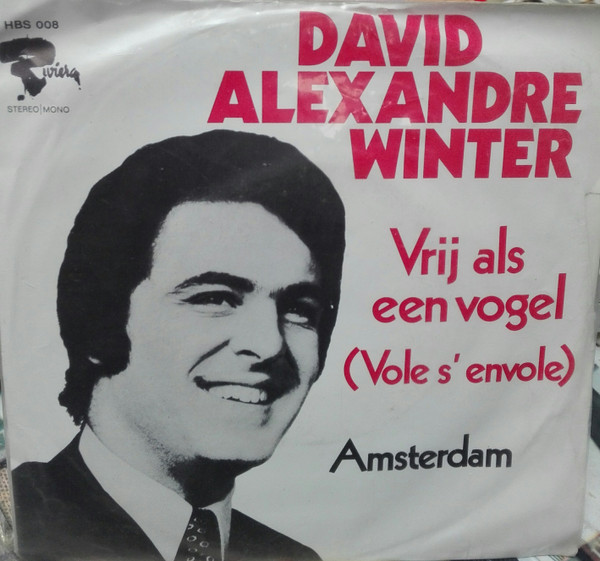 HBS 008
Riviera
STEREO|MONO
DAVID
ALEXANDRE
WINTER
Vrij als
een vogel
(Vole s'envole)
Amsterdam